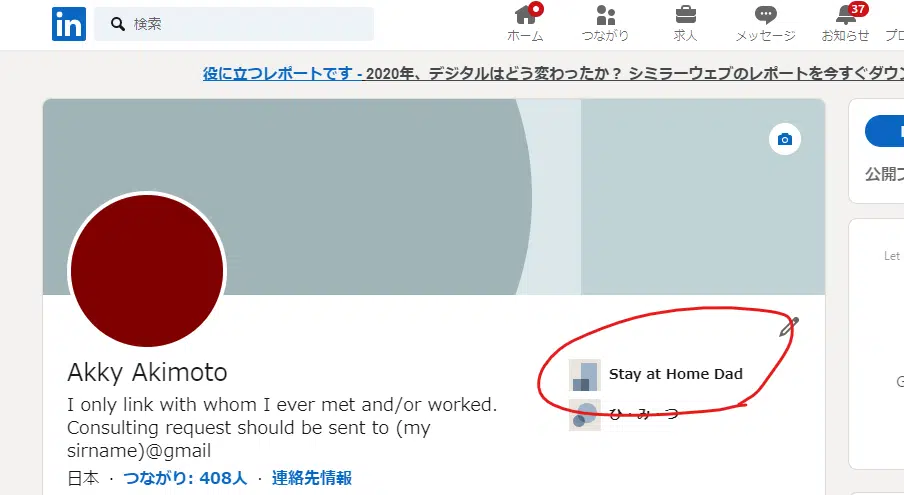 in
検索
ホーム
つながり
求人
メッセージ
37
お知らせ
プロ
役に立つレポートです - 2020年、デジタルはどう変わったか？ シミラーウェブのレポートを今すぐダウン
公開プ
Let
G
Akky Akimoto
I only link with whom I ever met and/or worked.
Consulting request should be sent to (my
sirname)@gmail
日本 · つながり: 408人 · 連絡先情報
Stay at Home Dad
ひ・み・つ